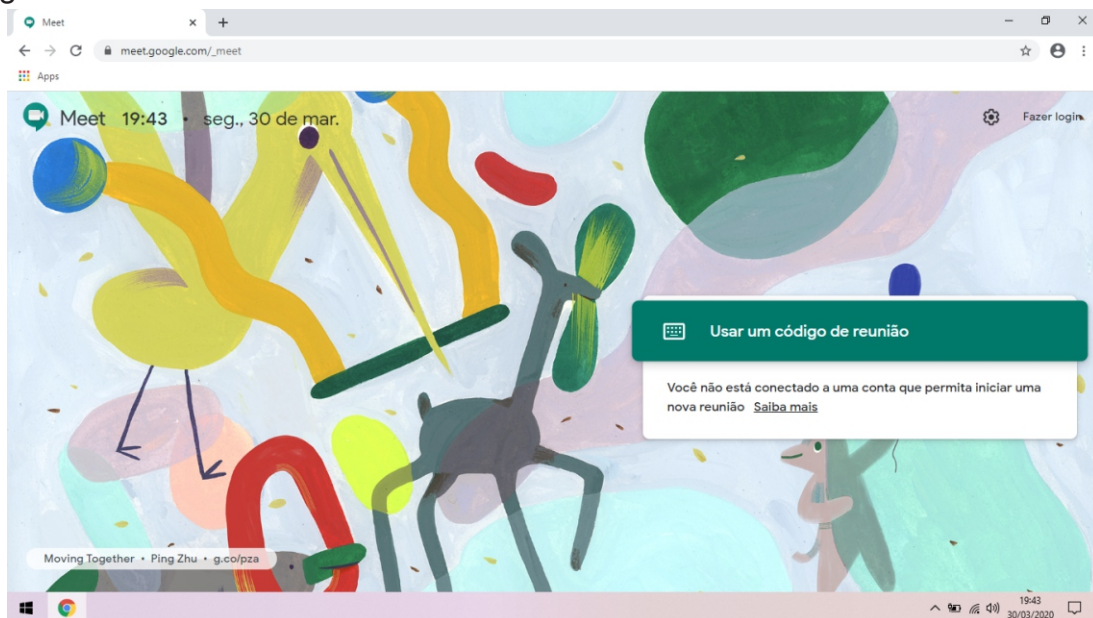 g
Meet
meet.google.com/_meet
Apps
Meet 19:43 • seg., 30 de mar.
Fazer login
Usar um código de reunião
Você não está conectado a uma conta que permita iniciar uma
nova reunião Saiba mais
Moving Together • Ping Zhu • g.co/pza
19:43
30/03/2020